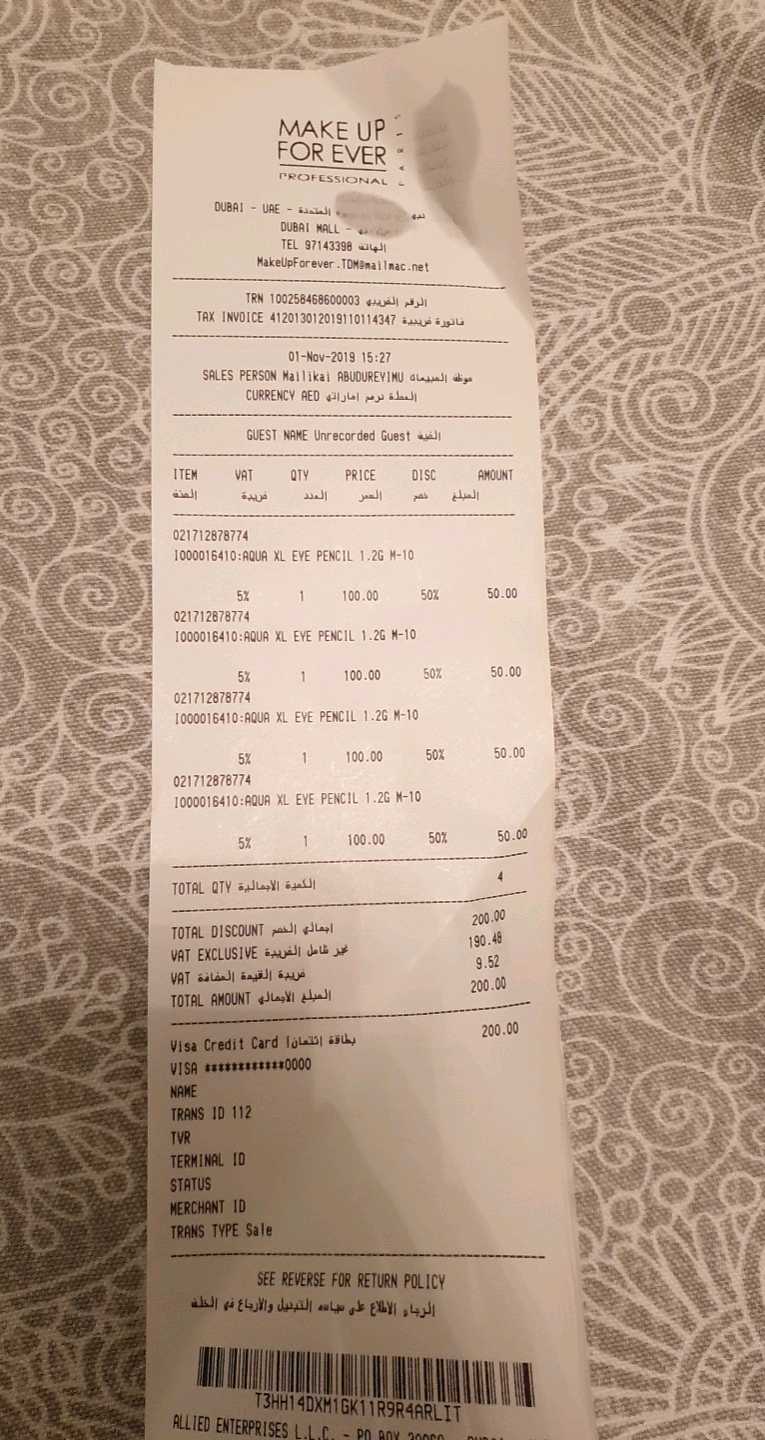 MAKE UP
FOR EVER
PROFESSIONAL
PARIS
DUBAI - UAE - المتحدة
DUBAI MALL -
TEL 97143398 الهاتف
MakeUpForever.TDM@mailmac.net
TRN 100258468600003 الرقم الضريبي
TAX INVOICE 412013012019110114347 فاتورة ضريبية
01-Nov-2019 15:27
SALES PERSON Mailikai ABUDUREYIMU موظف المبيعات
CURRENCY AED العملة درهم اماراتي
GUEST NAME Unrecorded Guest الضيف
ITEM VAT QTY PRICE DISC AMOUNT
الصنف ضريبة العدد السعر خصم المبلغ
021712878774
I000016410:AQUA XL EYE PENCIL 1.2G M-10
5% 1 100.00 50% 50.00
021712878774
I000016410:AQUA XL EYE PENCIL 1.2G M-10
5% 1 100.00 50% 50.00
021712878774
I000016410:AQUA XL EYE PENCIL 1.2G M-10
5% 1 100.00 50% 50.00
021712878774
I000016410:AQUA XL EYE PENCIL 1.2G M-10
5% 1 100.00 50% 50.00
TOTAL QTY الكمية الاجمالية 4
TOTAL DISCOUNT اجمالي الخصم 200.00
VAT EXCLUSIVE غير شامل الضريبة 190.48
VAT ضريبة القيمة المضافة 9.52
TOTAL AMOUNT المبلغ الاجمالي 200.00
Visa Credit Card بطاقة إئتمان 200.00
VISA ************0000
NAME
TRANS ID 112
TVR
TERMINAL ID
STATUS
MERCHANT ID
TRANS TYPE Sale
SEE REVERSE FOR RETURN POLICY
الرجاء الاطلاع على سياسه التبديل والأرجاع في الخلف
T3HH14DXM1GK11R9R4ARLIT
ALLIED ENTERPRISES L.L.C. - PO BOX